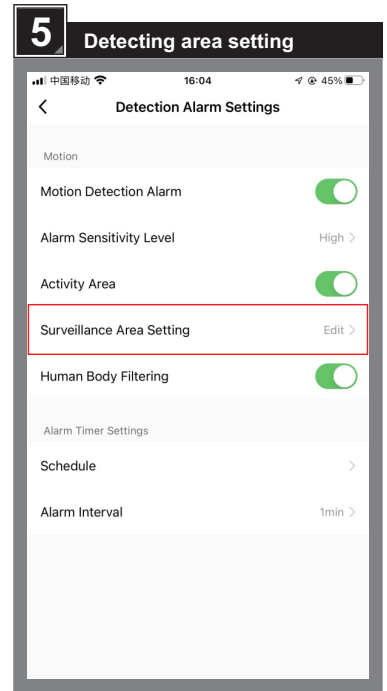 5
Detecting area setting
中国移动 16:04 45%
Detection Alarm Settings
Motion
Motion Detection Alarm
Alarm Sensitivity Level High >
Activity Area
Surveillance Area Setting Edit >
Human Body Filtering
Alarm Timer Settings
Schedule >
Alarm Interval 1min >